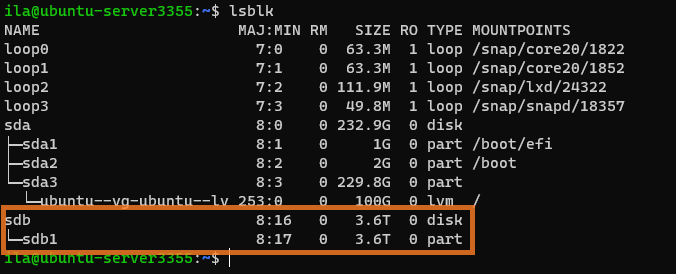 ila@ubuntu-server3355:~$ lsblk
NAME                      MAJ:MIN RM   SIZE RO TYPE MOUNTPOINTS
loop0                       7:0    0  63.3M  1 loop /snap/core20/1822
loop1                       7:1    0  63.3M  1 loop /snap/core20/1852
loop2                       7:2    0 111.9M  1 loop /snap/lxd/24322
loop3                       7:3    0  49.8M  1 loop /snap/snapd/18357
sda                         8:0    0 232.9G  0 disk
├─sda1                      8:1    0     1G  0 part /boot/efi
├─sda2                      8:2    0     2G  0 part /boot
└─sda3                      8:3    0 229.8G  0 part
  └─ubuntu--vg-ubuntu--lv 253:0    0   100G  0 lvm  /
sdb                         8:16   0   3.6T  0 disk
└─sdb1                      8:17   0   3.6T  0 part
ila@ubuntu-server3355:~$